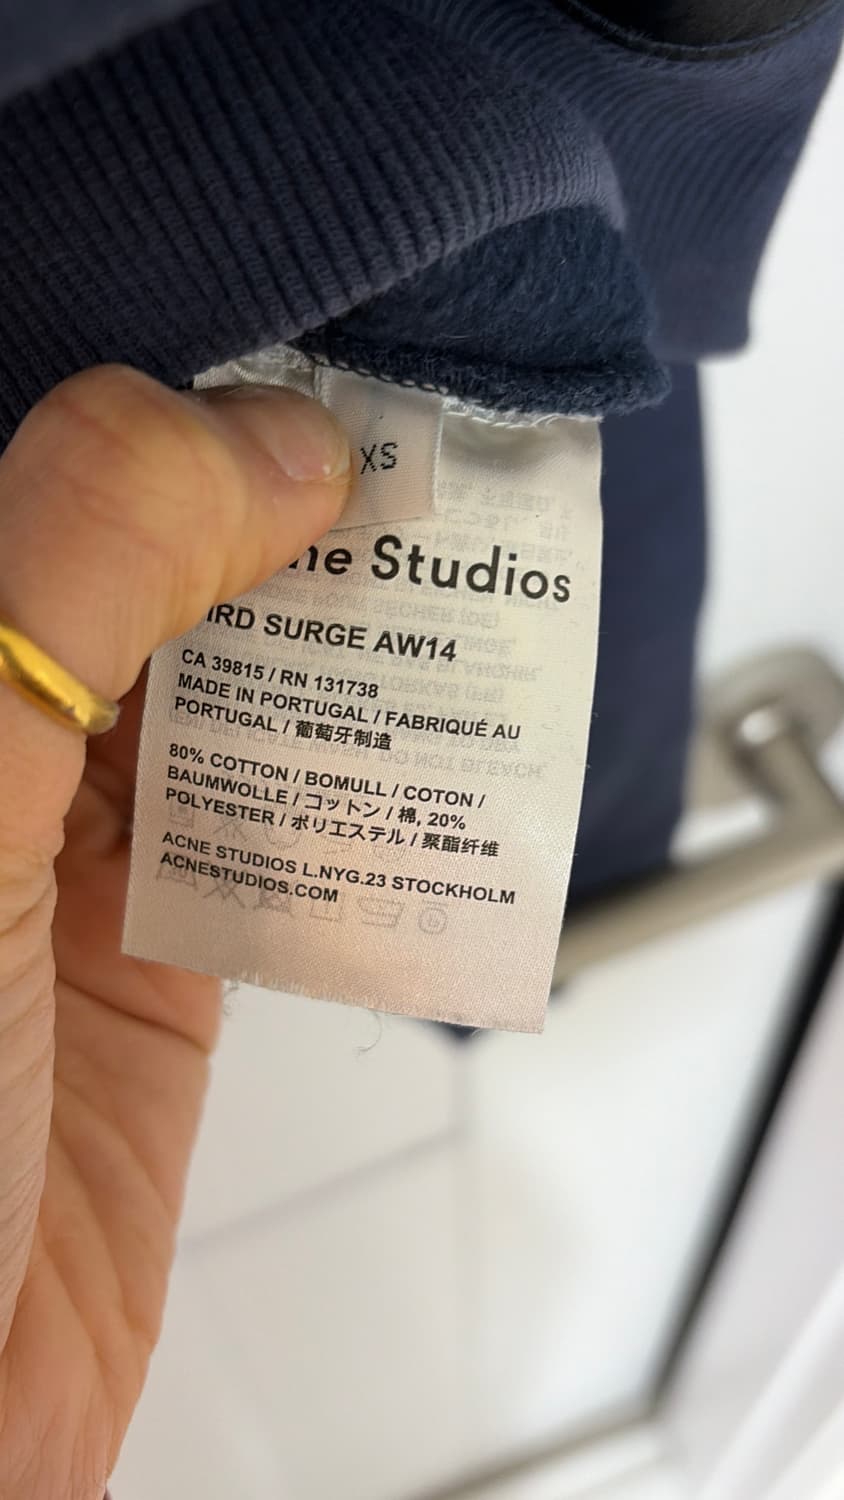 XS
Studios
SURGE AW14
CA 39815 / RN 131738
MADE IN PORTUGAL / FABRIQUÉ AU
PORTUGAL / 葡萄牙制造
80% COTTON / BOMULL / COTON /
BAUMWOLLE / コットン / 棉, 20%
POLYESTER / ポリエステル / 聚酯纤维
ACNE STUDIOS L.NYG.23 STOCKHOLM
ACNESTUDIOS.COM